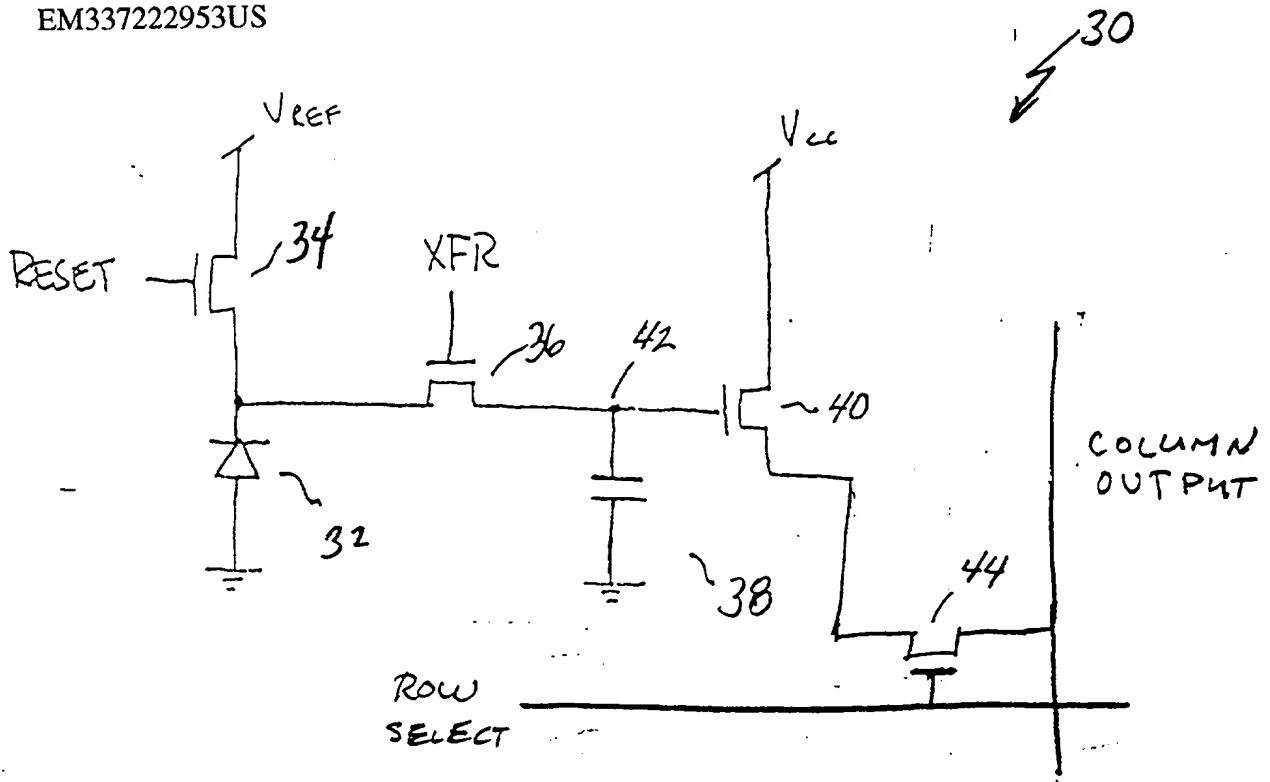 EM337222953US
30
VREF
Vcc
34
RESET
XFR
36
42
40
COLUMN
OUTPUT
32
38
44
ROW
SELECT